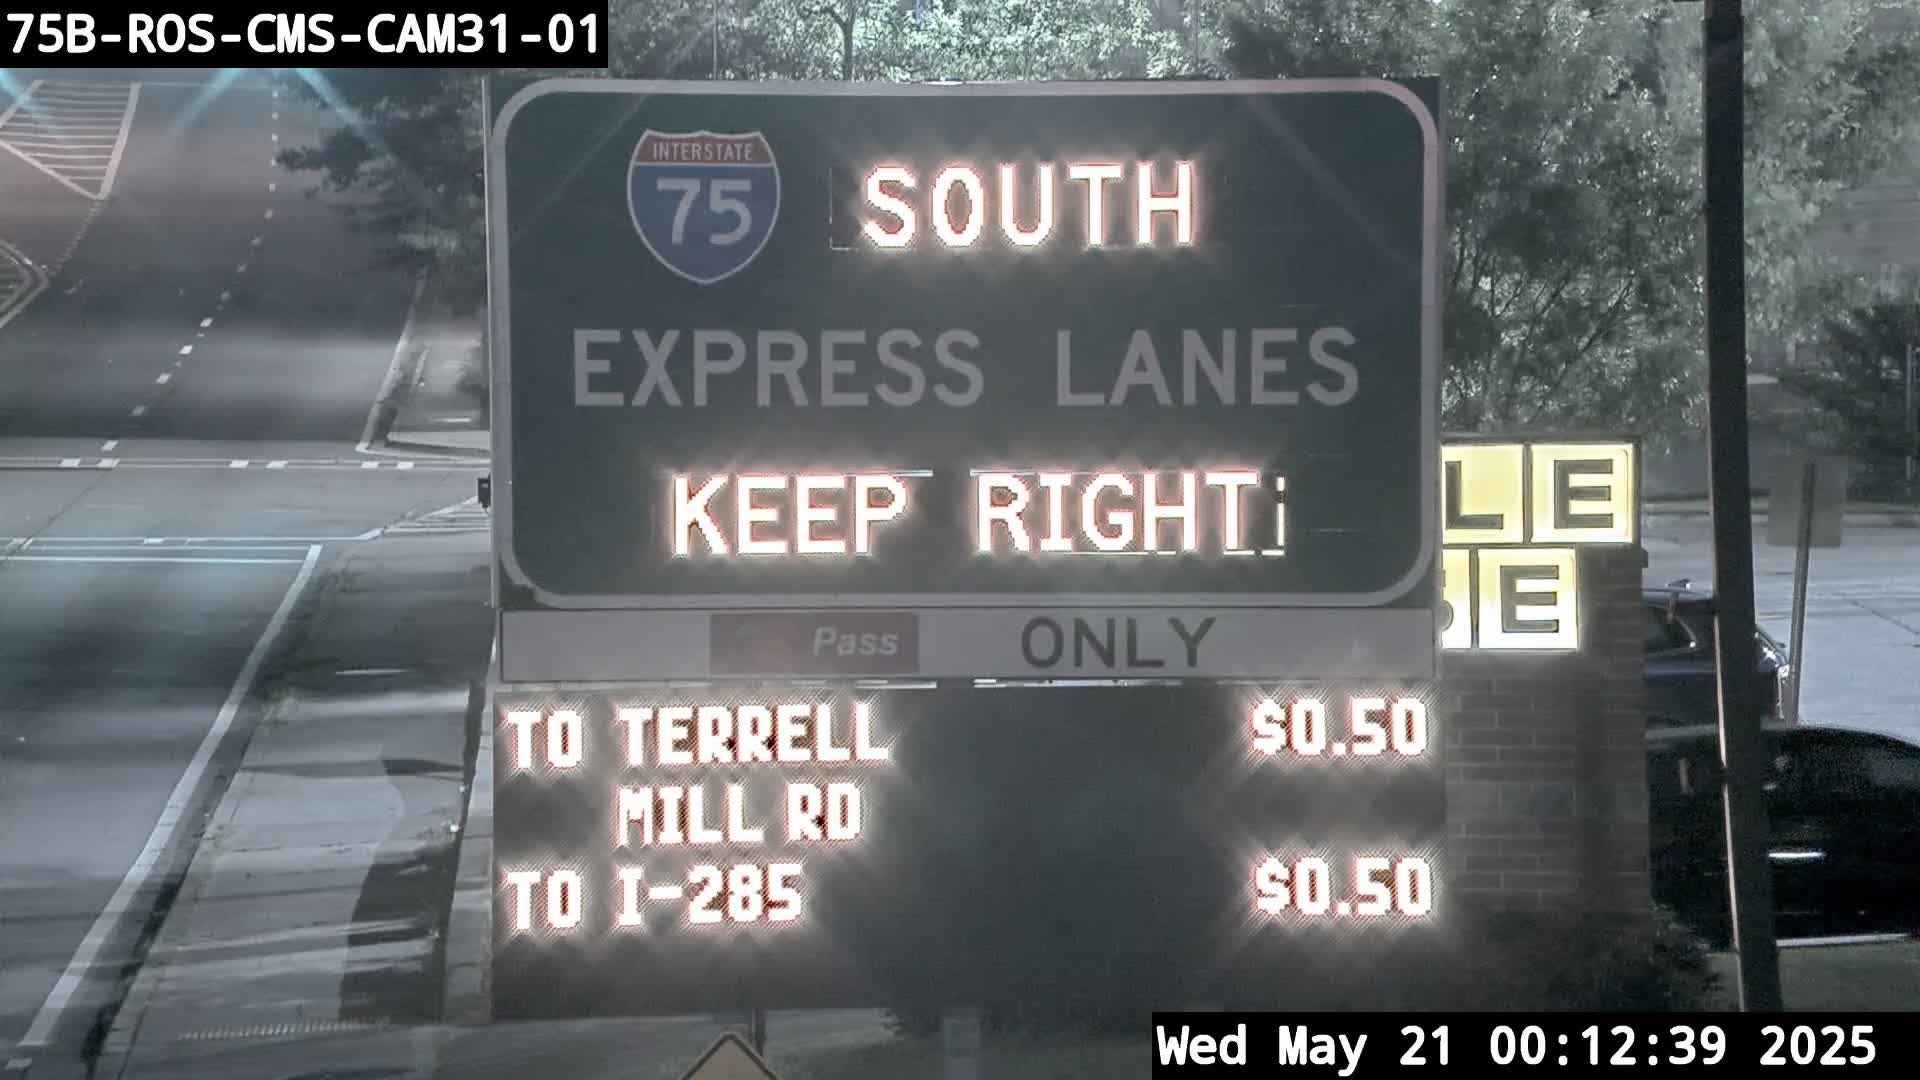 75B-ROS-CMS-CAM31-01
INTERSTATE
75
SOUTH
EXPRESS LANES
KEEP RIGHT
Pass ONLY
TO TERRELL $0.50
MILL RD
TO I-285 $0.50
LE
E
Wed May 21 00:12:39 2025